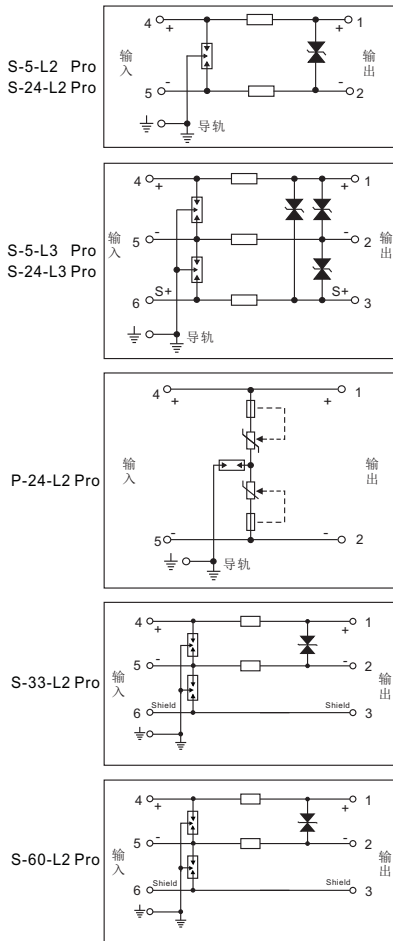 S-5-L2 Pro
S-24-L2 Pro
4 + + 1
输入
输出
5 - - 2
导轨
S-5-L3 Pro
S-24-L3 Pro
4 + + 1
输入
5 - - 2
输出
6 S+ S+ 3
导轨
P-24-L2 Pro
4 + + 1
输入
输出
5 - - 2
导轨
S-33-L2 Pro
4 + + 1
输入
5 - - 2
输出
6 Shield Shield 3
S-60-L2 Pro
4 + + 1
输入
5 - - 2
输出
6 Shield Shield 3